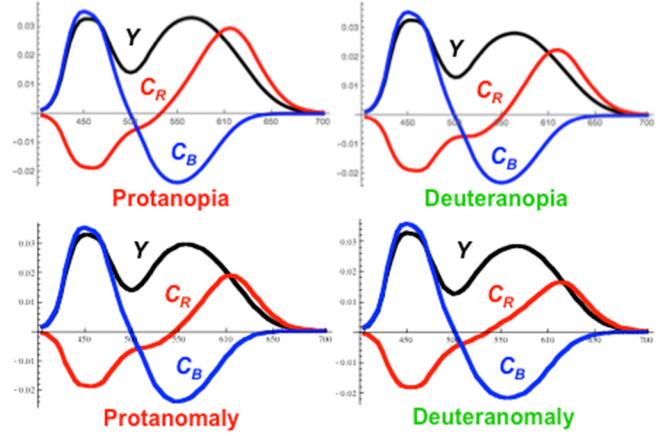 0.03
0.02
0.01
-0.01
-0.02
450
500
550
610
650
700
Y
C_R
C_B
Protanopia
0.03
0.02
0.01
-0.01
-0.02
450
500
550
610
650
700
Y
C_R
C_B
Deuteranopia
0.03
0.02
0.01
-0.01
-0.02
450
500
550
600
650
700
Y
C_R
C_B
Protanomaly
0.03
0.02
0.01
-0.01
-0.02
450
500
550
610
650
700
Y
C_R
C_B
Deuteranomaly